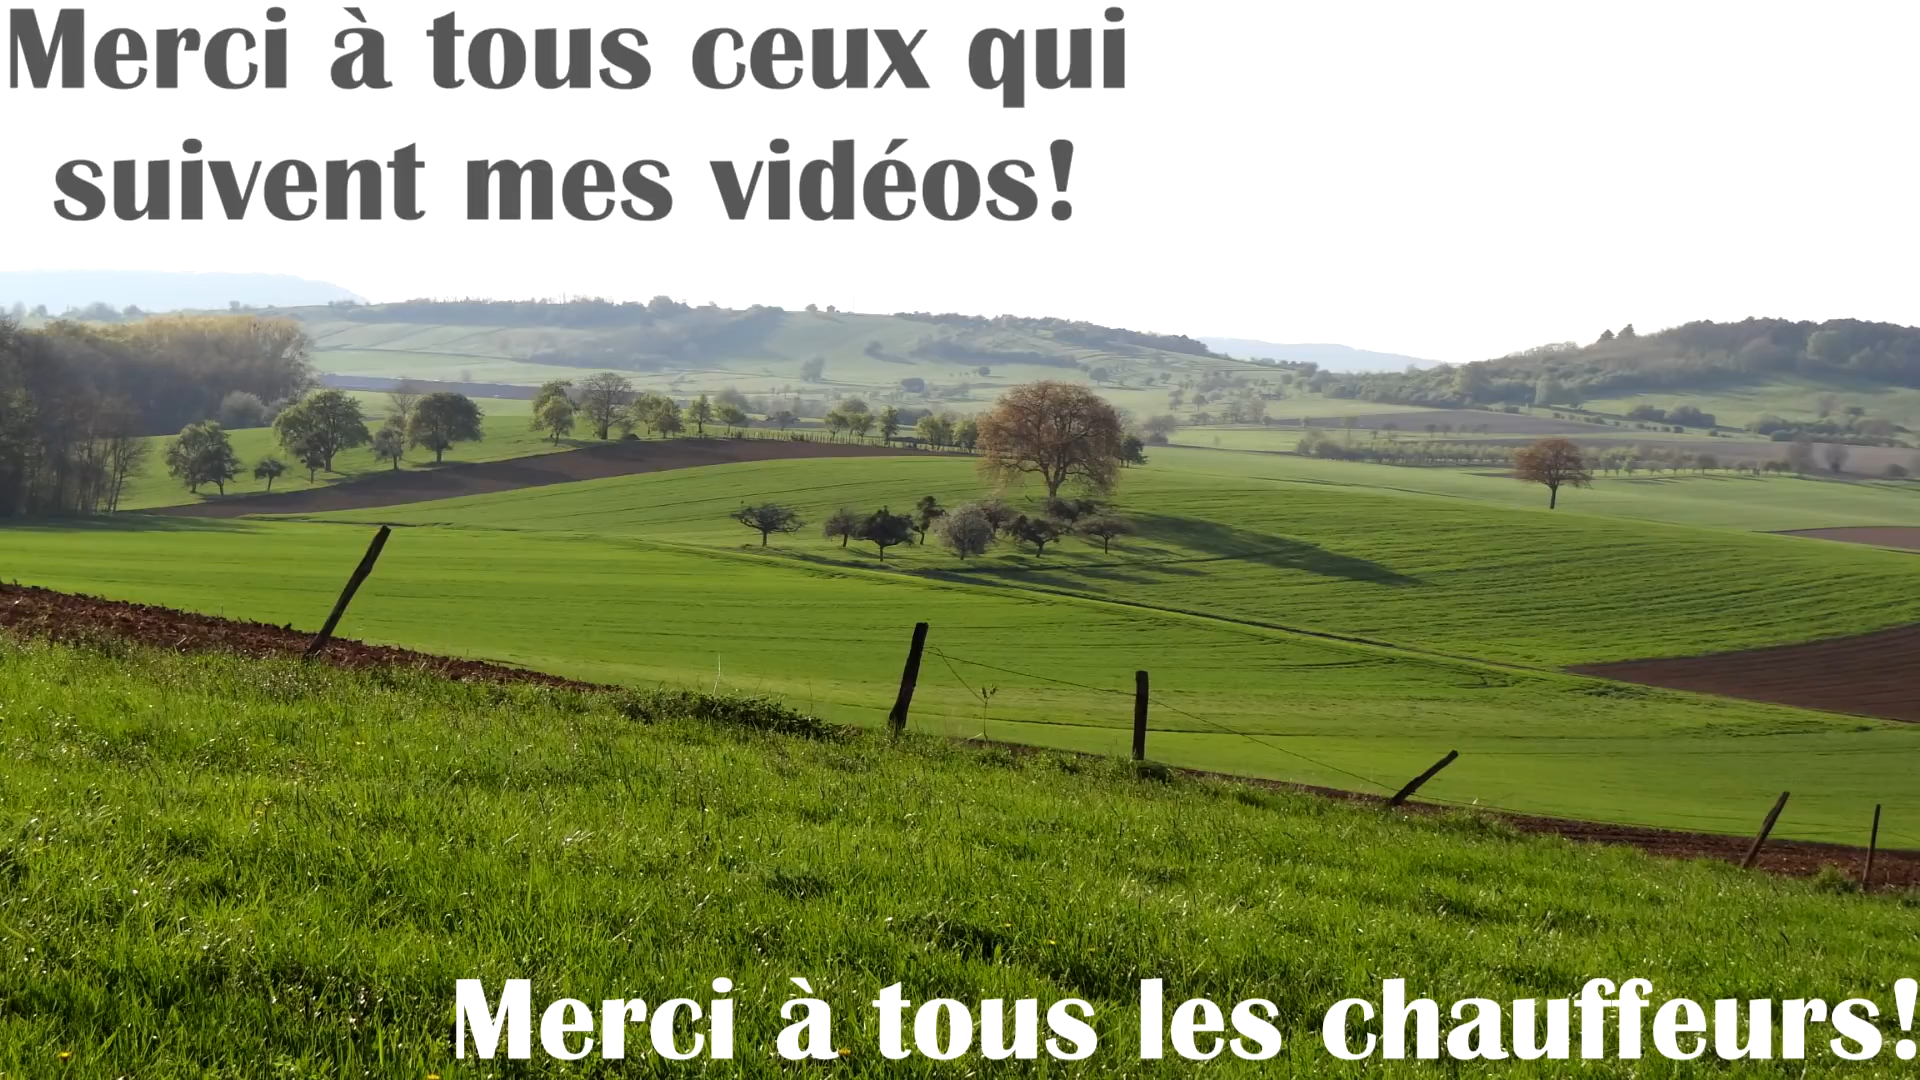 Merci à tous ceux qui
suivent mes vidéos!
Merci à tous les chauffeurs!